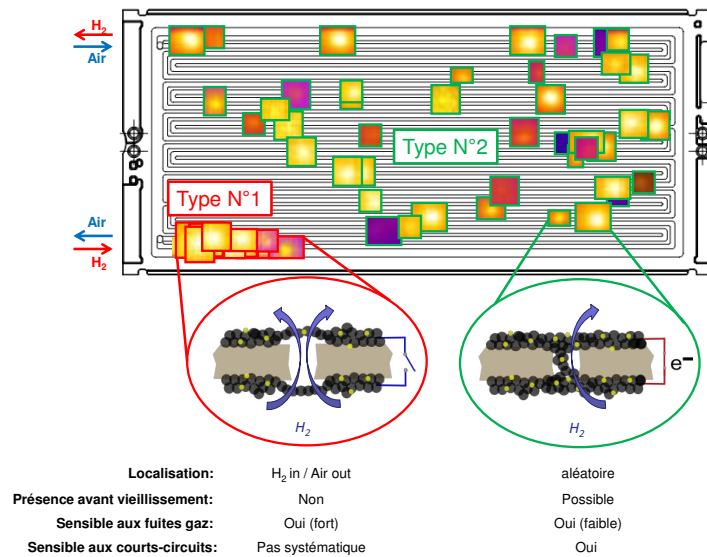 H₂
Air
Type N°2
Type N°1
Air
H₂
H₂
H₂
e⁻
Localisation: H₂ in / Air out aléatoire
Présence avant vieillissement: Non Possible
Sensible aux fuites gaz: Oui (fort) Oui (faible)
Sensible aux courts-circuits: Pas systématique Oui